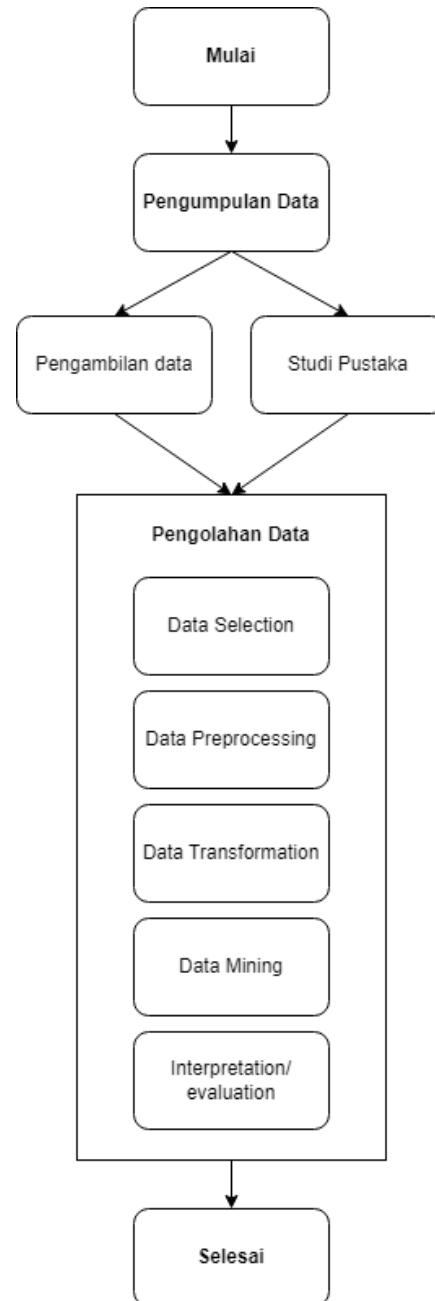 Mulai
Pengumpulan Data
Pengambilan data
Studi Pustaka
Pengolahan Data
Data Selection
Data Preprocessing
Data Transformation
Data Mining
Interpretation/
evaluation
Selesai